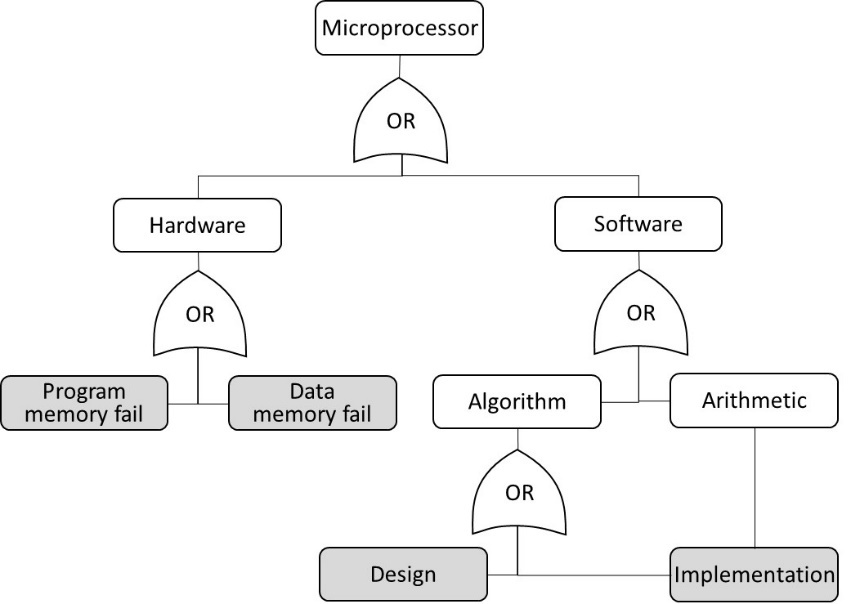 Microprocessor
OR
Hardware
Software
OR
OR
Program
memory fail
Data
memory fail
Algorithm
Arithmetic
OR
Design
Implementation